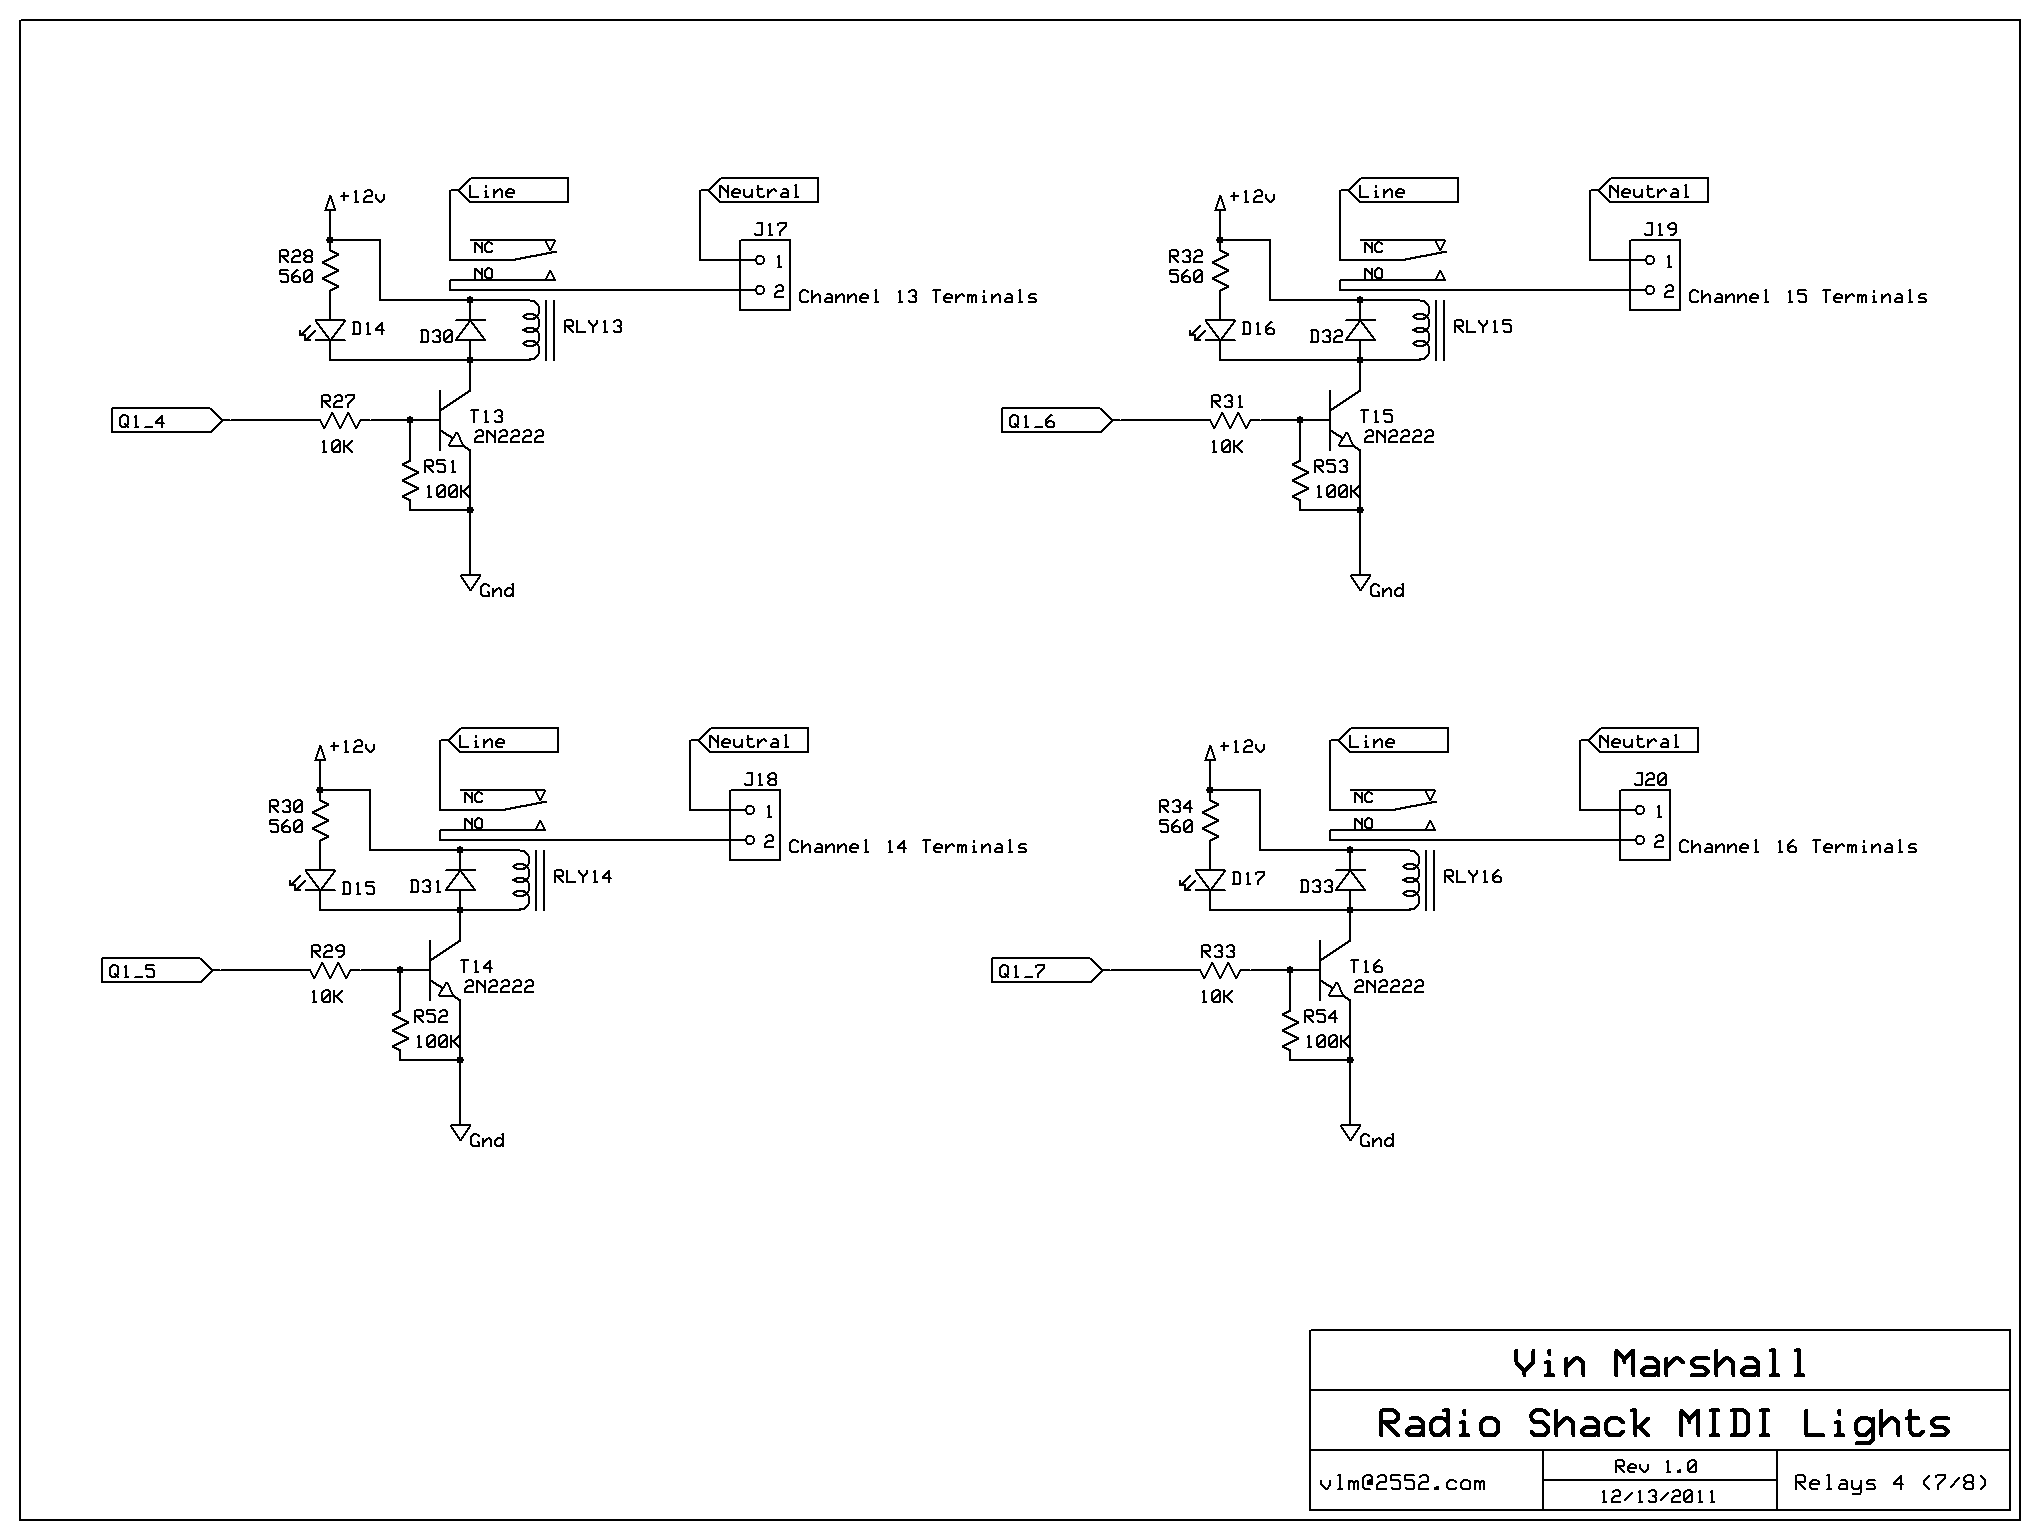 +12v
Line
Neutral
J17
R28
560
NC
NO
1
2
Channel 13 Terminals
D14
D30
RLY13
Q1_4
R27
10K
T13
2N2222
R51
100K
Gnd
+12v
Line
Neutral
J19
R32
560
NC
NO
1
2
Channel 15 Terminals
D16
D32
RLY15
Q1_6
R31
10K
T15
2N2222
R53
100K
Gnd
+12v
Line
Neutral
J18
R30
560
NC
NO
1
2
Channel 14 Terminals
D15
D31
RLY14
Q1_5
R29
10K
T14
2N2222
R52
100K
Gnd
+12v
Line
Neutral
J20
R34
560
NC
NO
1
2
Channel 16 Terminals
D17
D33
RLY16
Q1_7
R33
10K
T16
2N2222
R54
100K
Gnd
Vin Marshall
Radio Shack MIDI Lights
vlm@2552.com
Rev 1.0
12/13/2011
Relays 4 (7/8)